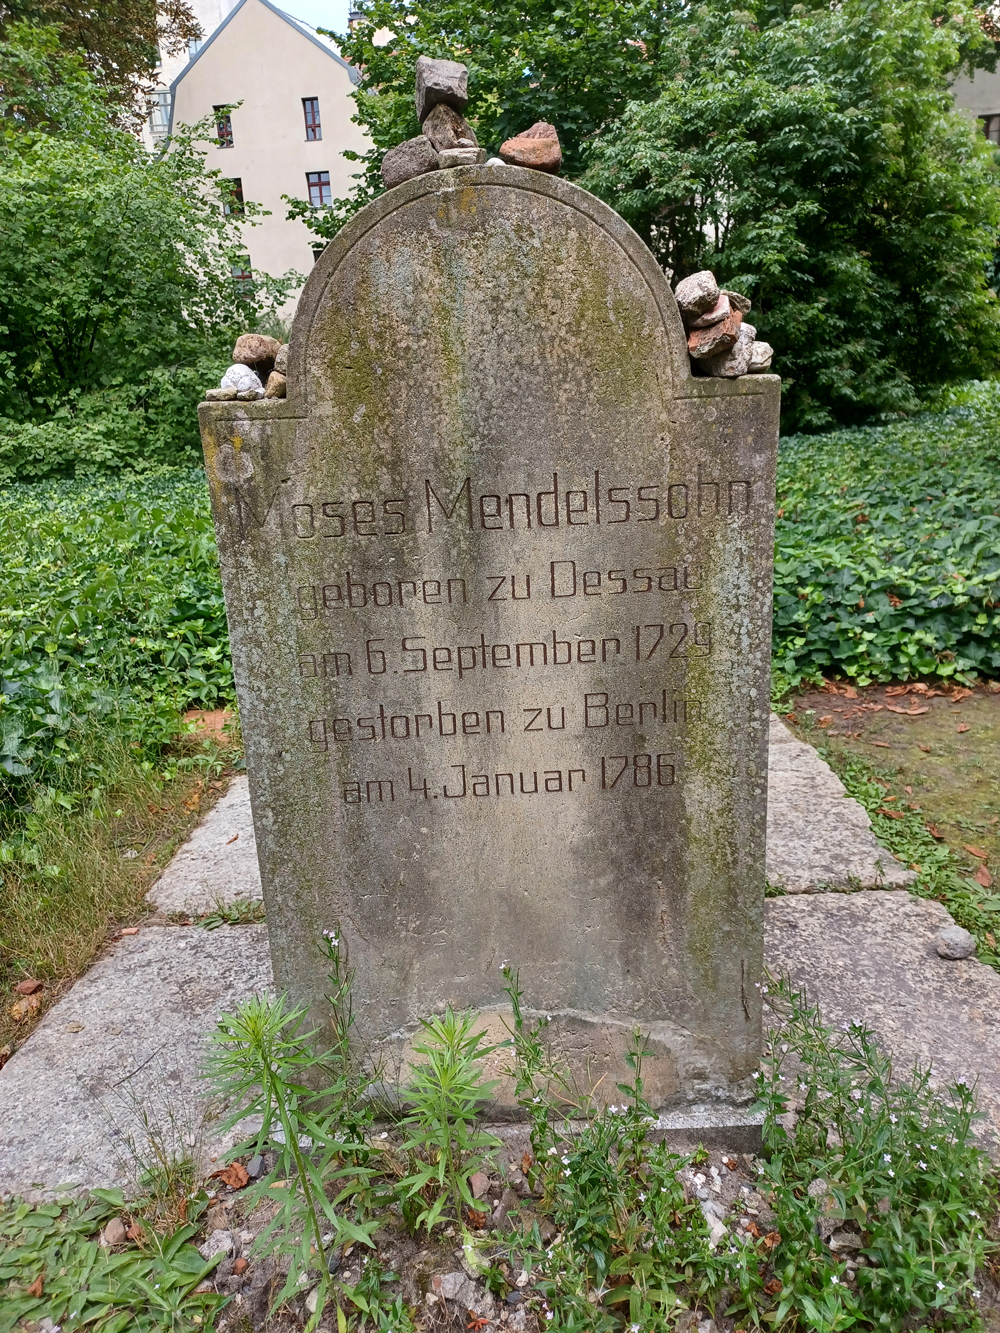 Moses Mendelssohn
geboren zu Dessau
am 6.September 1729
gestorben zu Berlin
am 4.Januar 1786